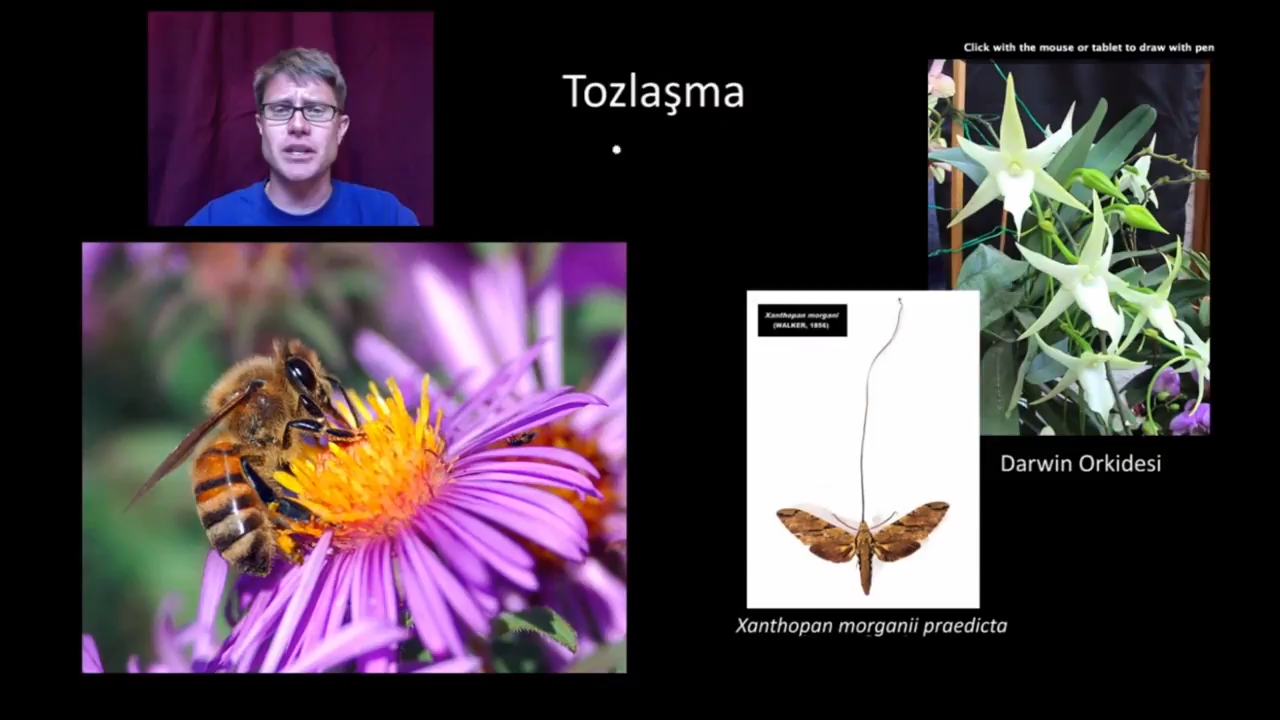 Click with the mouse or tablet to draw with pen
Tozlaşma
Xanthopan morgani
(WALKER, 1856)
Darwin Orkidesi
Xanthopan morganii praedicta